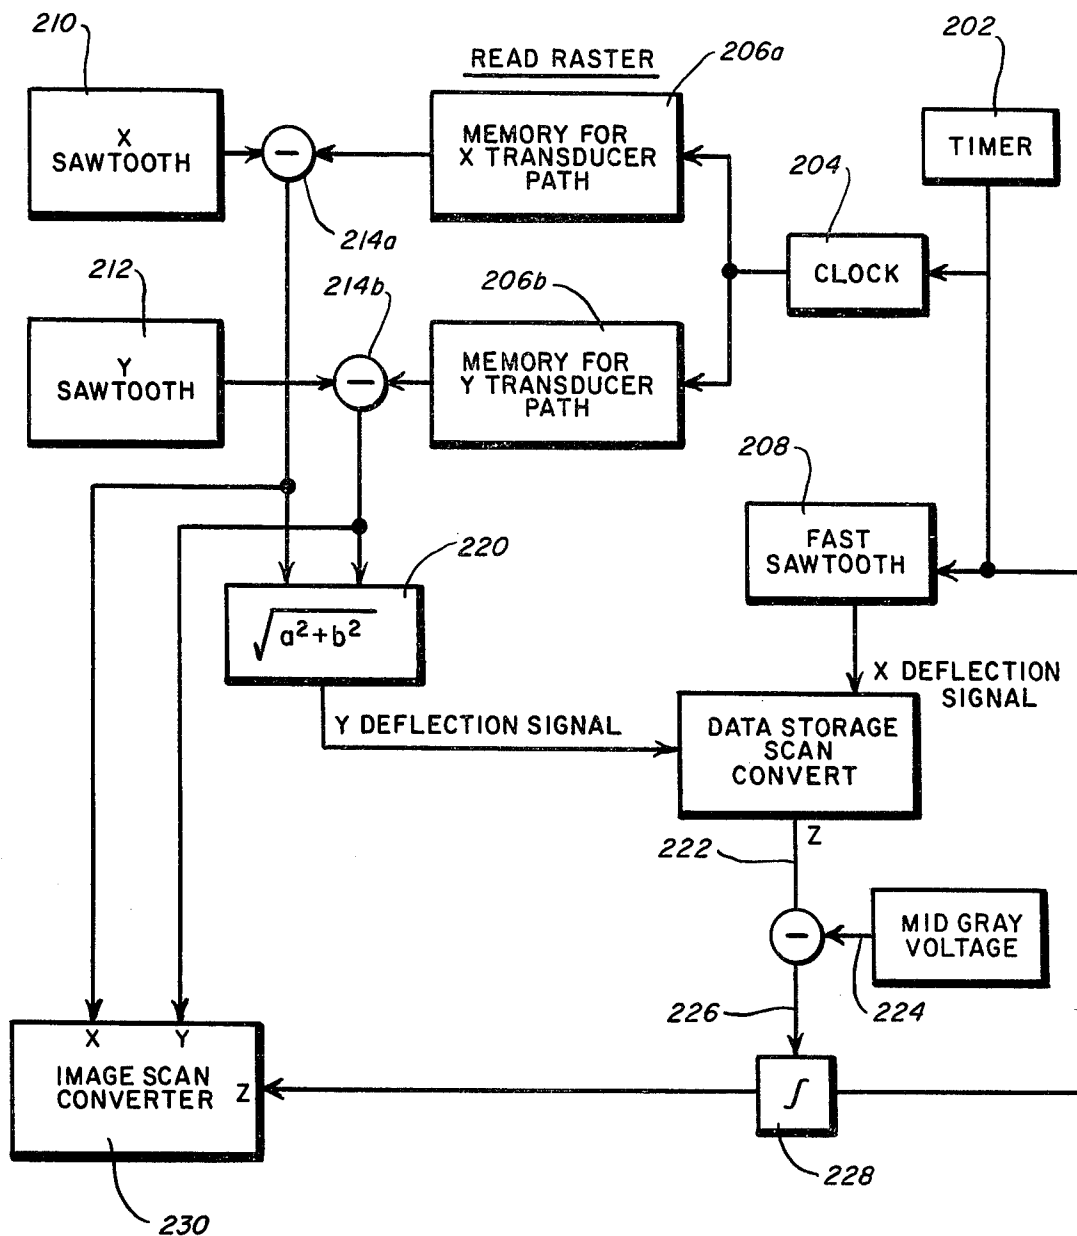 210
READ RASTER
206a
202
X
SAWTOOTH
−
MEMORY FOR
X TRANSDUCER
PATH
TIMER
204
214a
CLOCK
212
214b
206b
Y
SAWTOOTH
−
MEMORY FOR
Y TRANSDUCER
PATH
208
FAST
SAWTOOTH
220
√a²+b²
X DEFLECTION
SIGNAL
Y DEFLECTION SIGNAL
DATA STORAGE
SCAN
CONVERT
Z
222
−
MID GRAY
VOLTAGE
224
226
X Y
IMAGE SCAN
CONVERTER
Z
∫
228
230